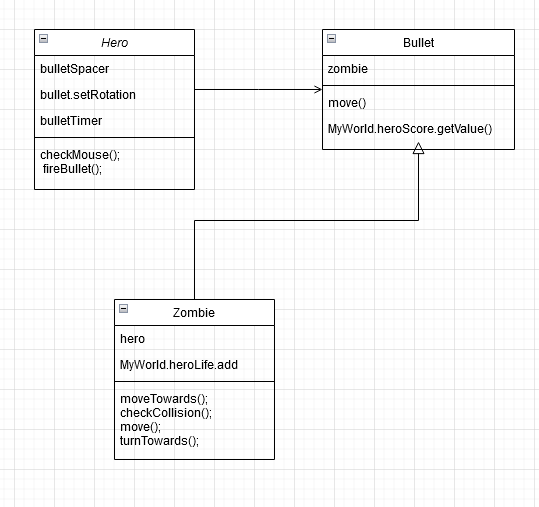 Hero
bulletSpacer
bullet.setRotation
bulletTimer
checkMouse();
fireBullet();
Bullet
zombie
move()
MyWorld.heroScore.getValue()
Zombie
hero
MyWorld.heroLife.add
moveTowards();
checkCollision();
move();
turnTowards();